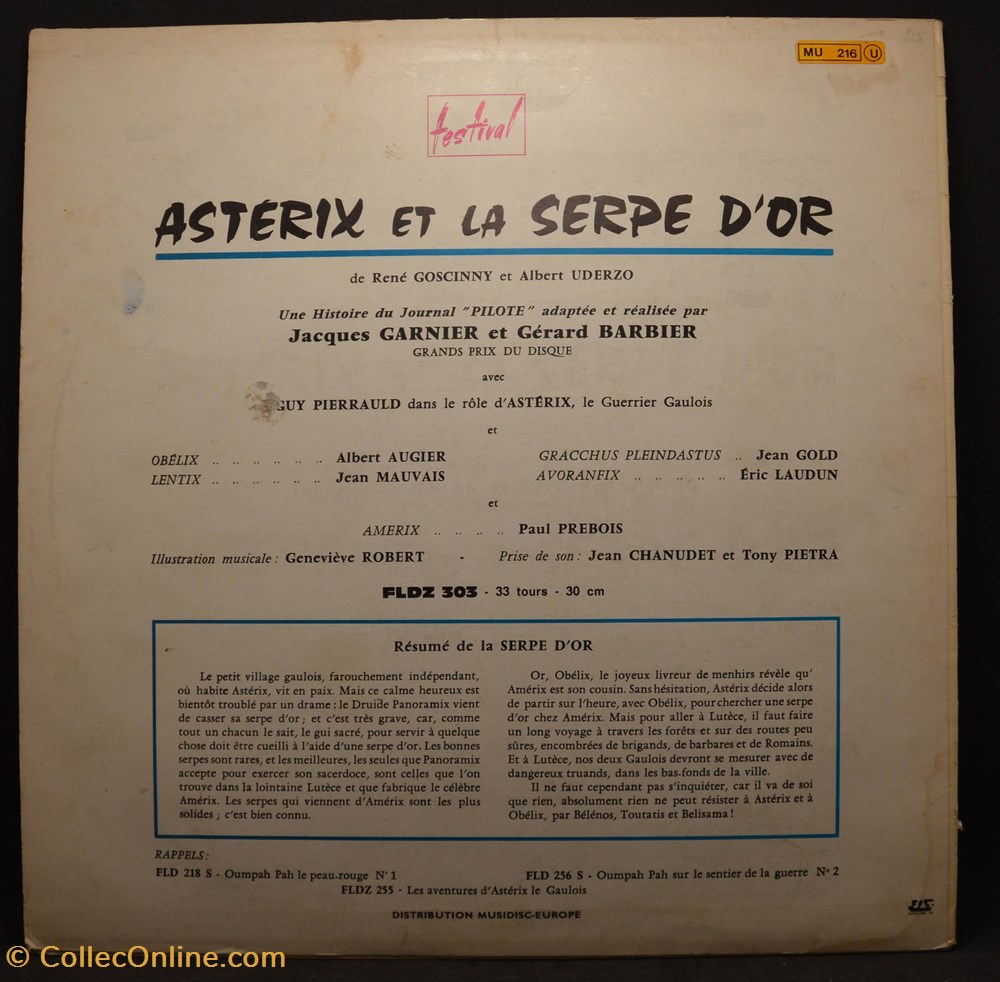 MU 216 U
festival
ASTERIX ET LA SERPE D'OR
de René GOSCINNY et Albert UDERZO
Une Histoire du Journal "PILOTE" adaptée et réalisée par
Jacques GARNIER et Gérard BARBIER
GRANDS PRIX DU DISQUE
avec
GUY PIERRAULD dans le rôle d'ASTÉRIX, le Guerrier Gaulois
et
OBÉLIX .. .. .. .. .. .. Albert AUGIER
LENTIX .. .. .. .. .. .. Jean MAUVAIS
GRACCHUS PLEINDASTUS .. Jean GOLD
AVORANFIX .. .. .. .. .. Éric LAUDUN
et
AMERIX .. .. .. .. Paul PREBOIS
Illustration musicale : Geneviève ROBERT - Prise de son : Jean CHANUDET et Tony PIETRA
FLDZ 303 - 33 tours - 30 cm
Résumé de la SERPE D'OR
Le petit village gaulois, farouchement indépendant,
où habite Astérix, vit en paix. Mais ce calme heureux est
bientôt troublé par un drame : le Druide Panoramix vient
de casser sa serpe d'or ; et c'est très grave, car, comme
tout un chacun le sait, le gui sacré, pour servir à quelque
chose doit être cueilli à l'aide d'une serpe d'or. Les bonnes
serpes sont rares, et les meilleures, les seules que Panoramix
accepte pour exercer son sacerdoce, sont celles que l'on
trouve dans la lointaine Lutèce et que fabrique le célèbre
Amérix. Les serpes qui viennent d'Amérix sont les plus
solides ; c'est bien connu.
Or, Obélix, le joyeux livreur de menhirs révèle qu'
Amérix est son cousin. Sans hésitation, Astérix décide alors
de partir sur l'heure, avec Obélix, pour chercher une serpe
d'or chez Amérix. Mais pour aller à Lutèce, il faut faire
un long voyage à travers les forêts et sur des routes peu
sûres, encombrées de brigands, de barbares et de Romains.
Et à Lutèce, nos deux Gaulois devront se mesurer avec de
dangereux truands, dans les bas-fonds de la ville.
Il ne faut cependant pas s'inquiéter, car il va de soi
que rien, absolument rien ne peut résister à Astérix et à
Obélix, par Bélénos, Toutatis et Belisama !
RAPPELS :
FLD 218 S - Oumpah Pah le peau-rouge N° 1
FLD 256 S - Oumpah Pah sur le sentier de la guerre N° 2
FLDZ 255 - Les aventures d'Astérix le Gaulois
DISTRIBUTION MUSIDISC-EUROPE
© CollecOnline.com